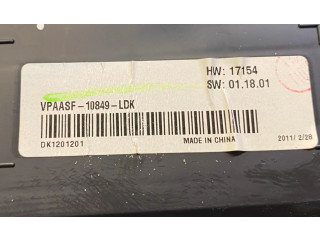 HW: 17154
SW: 01.18.01
VPAASF-10849-LDK
DK1201201
MADE IN CHINA
2011/2/28